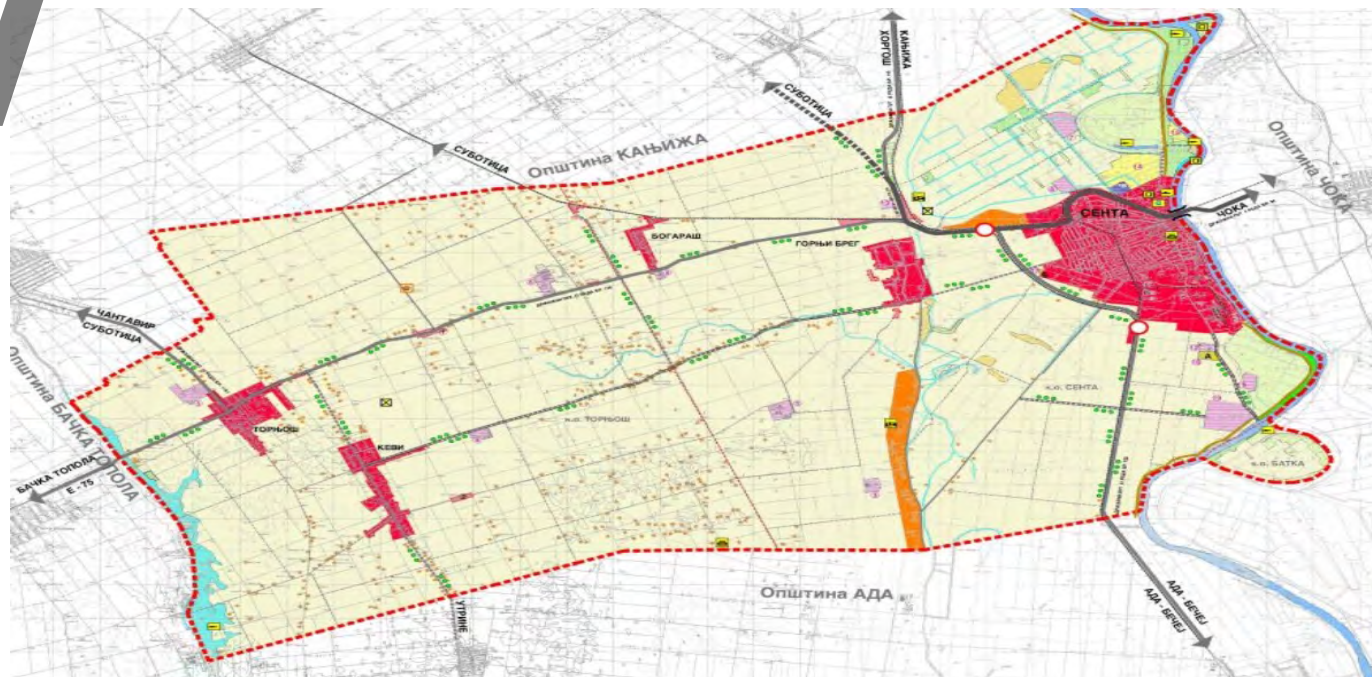 КАЊИЖА
ХОРГОШ
СУБОТИЦА
СУБОТИЦА
Општина КАЊИЖА
Општина ЧОКА
СЕНТА
ЧОКА
БОГАРАШ
ГОРЊИ БРЕГ
ЧАНТАВИР
СУБОТИЦА
Општина БАЧКА ТОПОЛА
А
к.о. СЕНТА
ТОРЊОШ
к.о. ТОРЊОШ
КЕВИ
к.о. БАТКА
БАЧКА ТОПОЛА
Е - 75
УТРИНЕ
Општина АДА
АДА - БЕЧЕЈ
АДА - БЕЧЕЈ